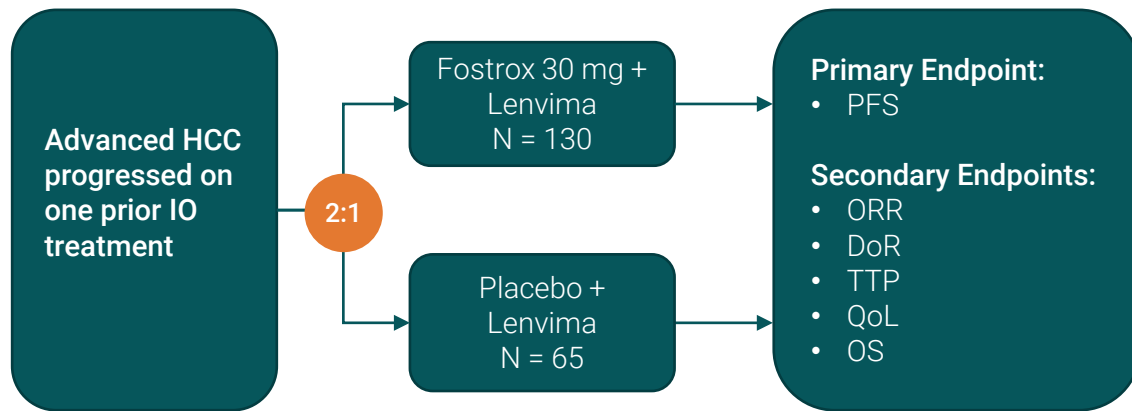 Advanced HCC
progressed on
one prior IO
treatment
2:1
Fostrox 30 mg +
Lenvima
N = 130
Placebo +
Lenvima
N = 65
Primary Endpoint:
• PFS
Secondary Endpoints:
• ORR
• DoR
• TTP
• QoL
• OS